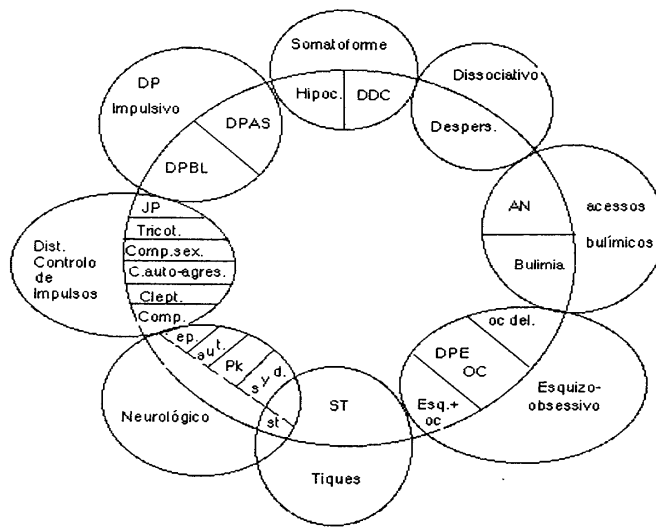 Somatoforme
Hipoc.
DDC
Dissociativo
Despers.
DP
Impulsivo
DPAS
DPBL
AN
acessos
bulímicos
Bulimia
Dist.
Controlo
de
Impulsos
JP
Tricot.
Comp.sex.
C.auto-agres.
Clept.
Comp.
oc del.
DPE
OC
Esq.+
oc
Esquizo-
obsessivo
ep.
aut.
Pk
syd.
st
Neurológico
ST
Tiques